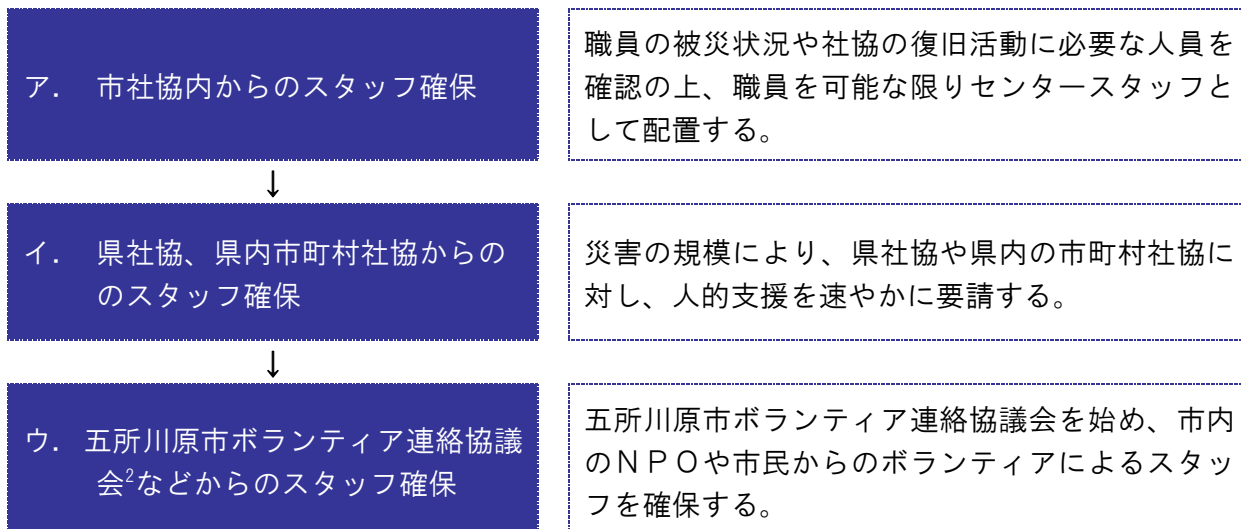 ア. 市社協内からのスタッフ確保
職員の被災状況や社協の復旧活動に必要な人員を
確認の上、職員を可能な限りセンタースタッフと
して配置する。
↓
イ. 県社協、県内市町村社協からの
のスタッフ確保
災害の規模により、県社協や県内の市町村社協に
対し、人的支援を速やかに要請する。
↓
ウ. 五所川原市ボランティア連絡協議
会2などからのスタッフ確保
五所川原市ボランティア連絡協議会を始め、市内
のNPOや市民からのボランティアによるスタッ
フを確保する。